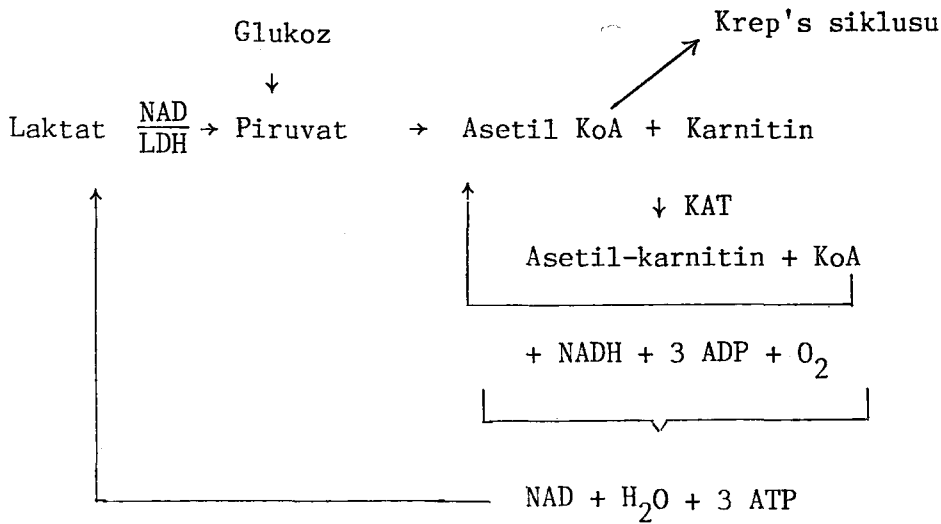 Krep's siklusu
Glukoz
↓
Laktat NAD/LDH → Piruvat → Asetil KoA + Karnitin
↓ KAT
Asetil-karnitin + KoA
+ NADH + 3 ADP + O₂
NAD + H₂O + 3 ATP